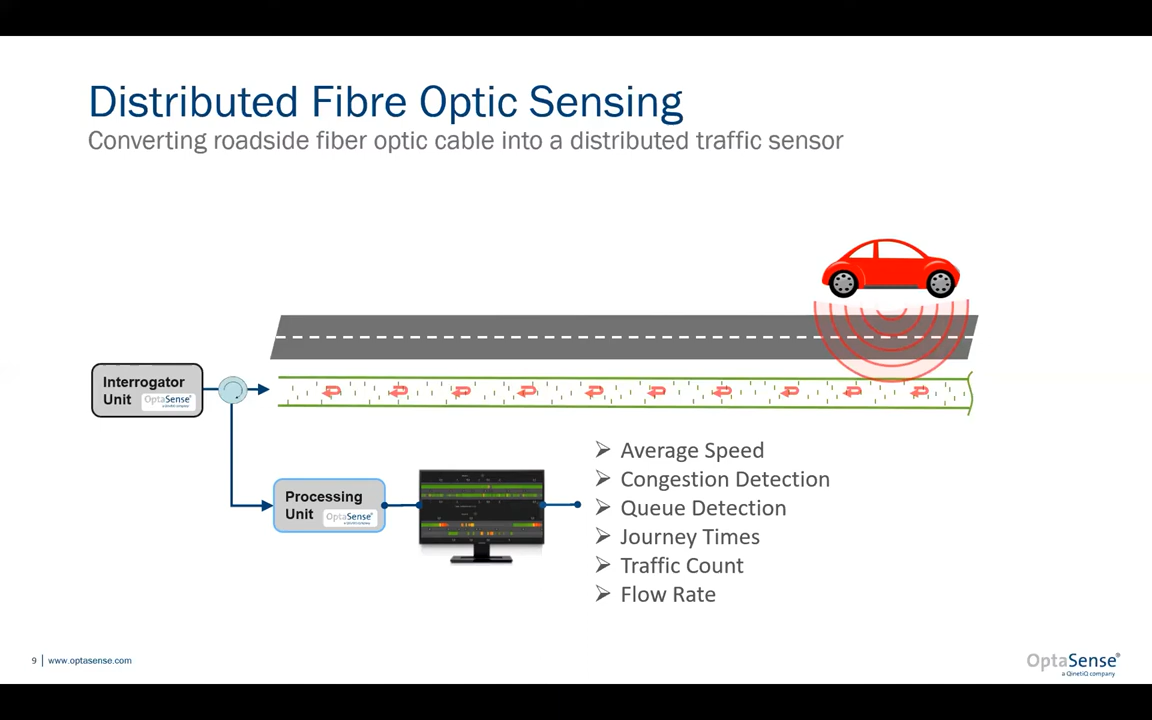 Distributed Fibre Optic Sensing
Converting roadside fiber optic cable into a distributed traffic sensor
Interrogator
Unit
OptaSense®
Processing
Unit
OptaSense®
Average Speed
Congestion Detection
Queue Detection
Journey Times
Traffic Count
Flow Rate
9 | www.optasense.com
OptaSense®
a QinetiQ company